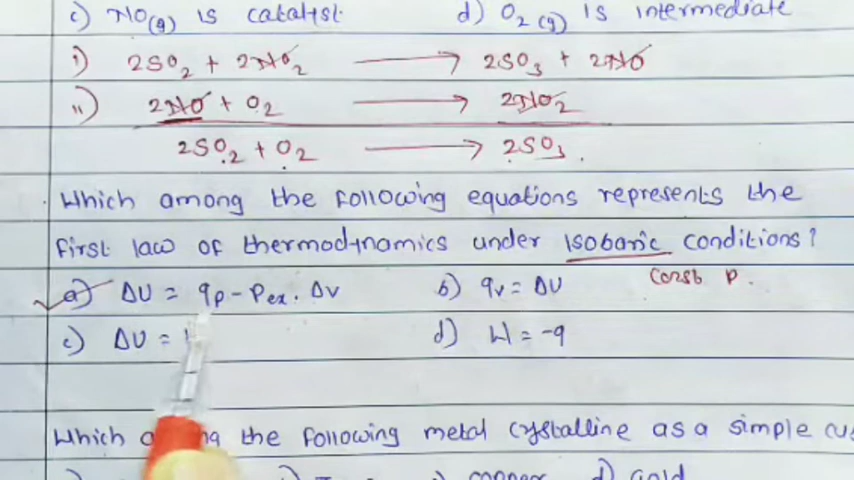 c) NO(g) is catalist d) O2(g) is intermediate
i) 2SO2 + 2NO2 ⟶ 2SO3 + 2NO
ii) 2NO + O2 ⟶ 2NO2
2SO2 + O2 ⟶ 2SO3.
Which among the following equations represents the
first law of thermodynamics under isobaric conditions?
const p.
a) ΔU = qp - Pex. ΔV b) qv = ΔU
c) ΔU = d) W = -q
Which the following metal crystalline as a simple
d) gold